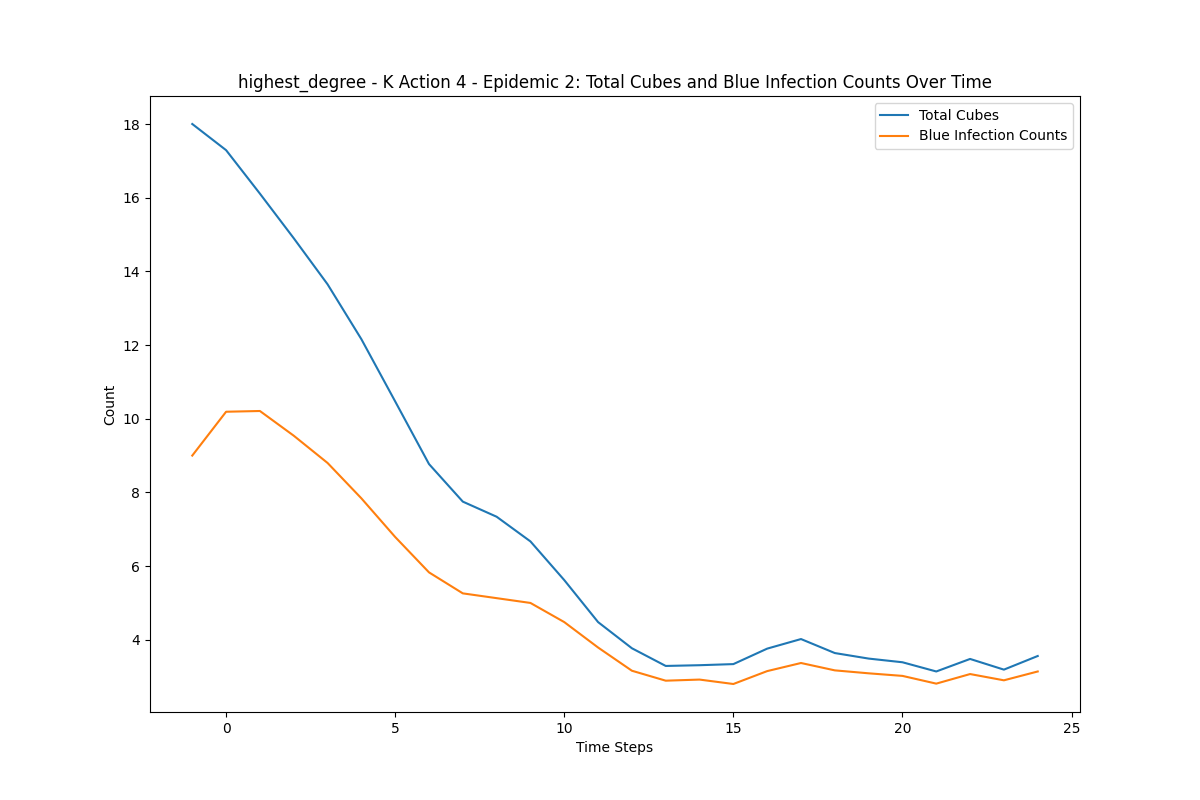 highest_degree - K Action 4 - Epidemic 2: Total Cubes and Blue Infection Counts Over Time
Total Cubes
Blue Infection Counts
Count
18
16
14
12
10
8
6
4
0
5
10
15
20
25
Time Steps